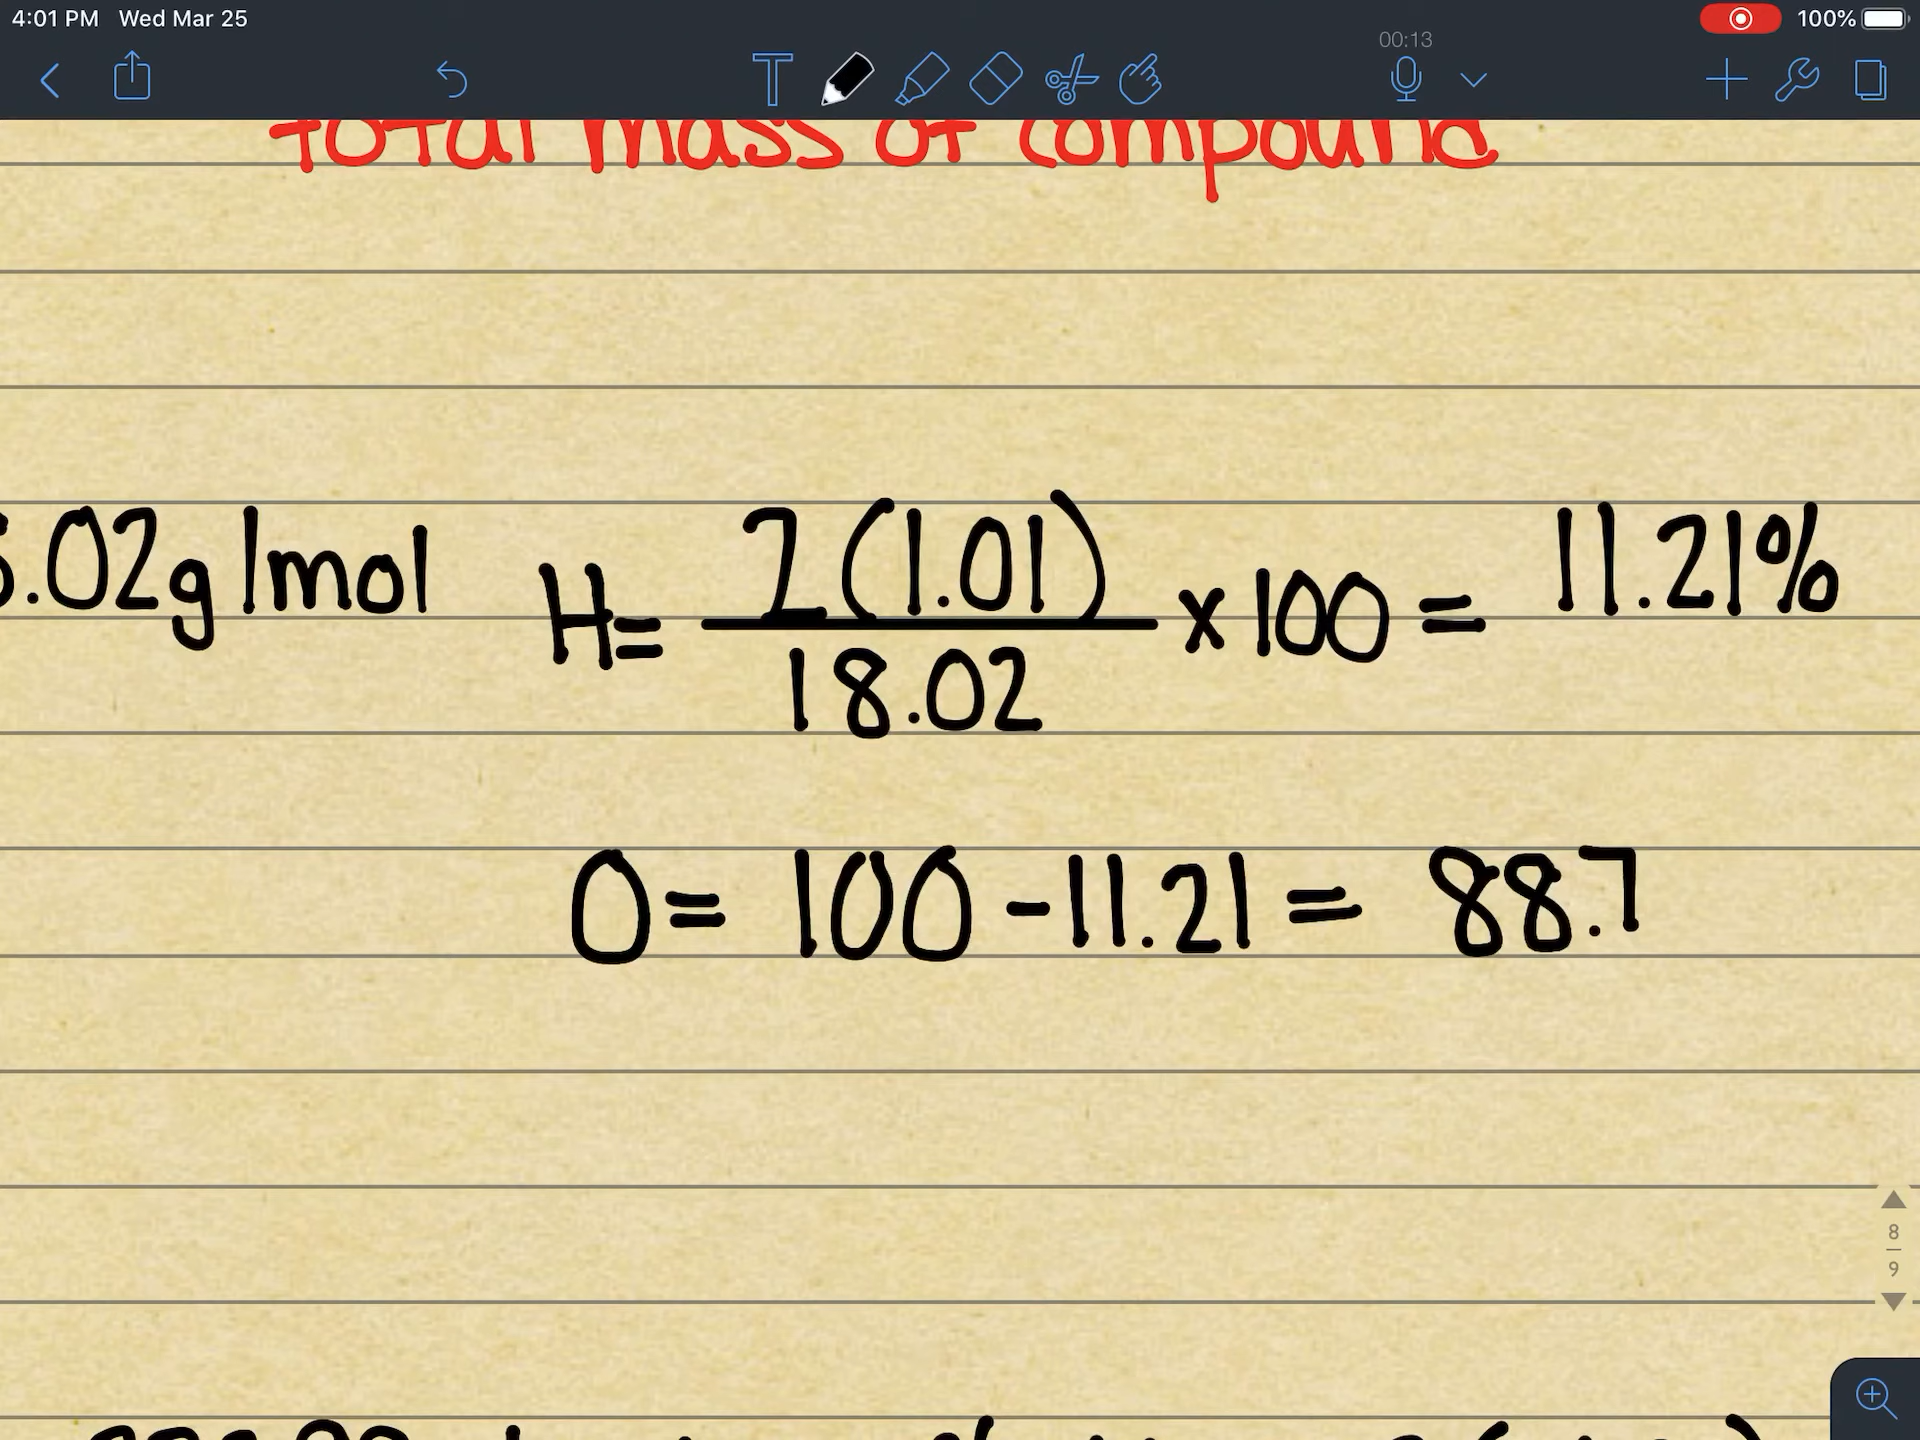 4:01 PM Wed Mar 25 100%
00:13
total mass of compound
.02g/mol H= 2(1.01) x100= 11.21%
18.02
O= 100-11.21= 88.7
8
9